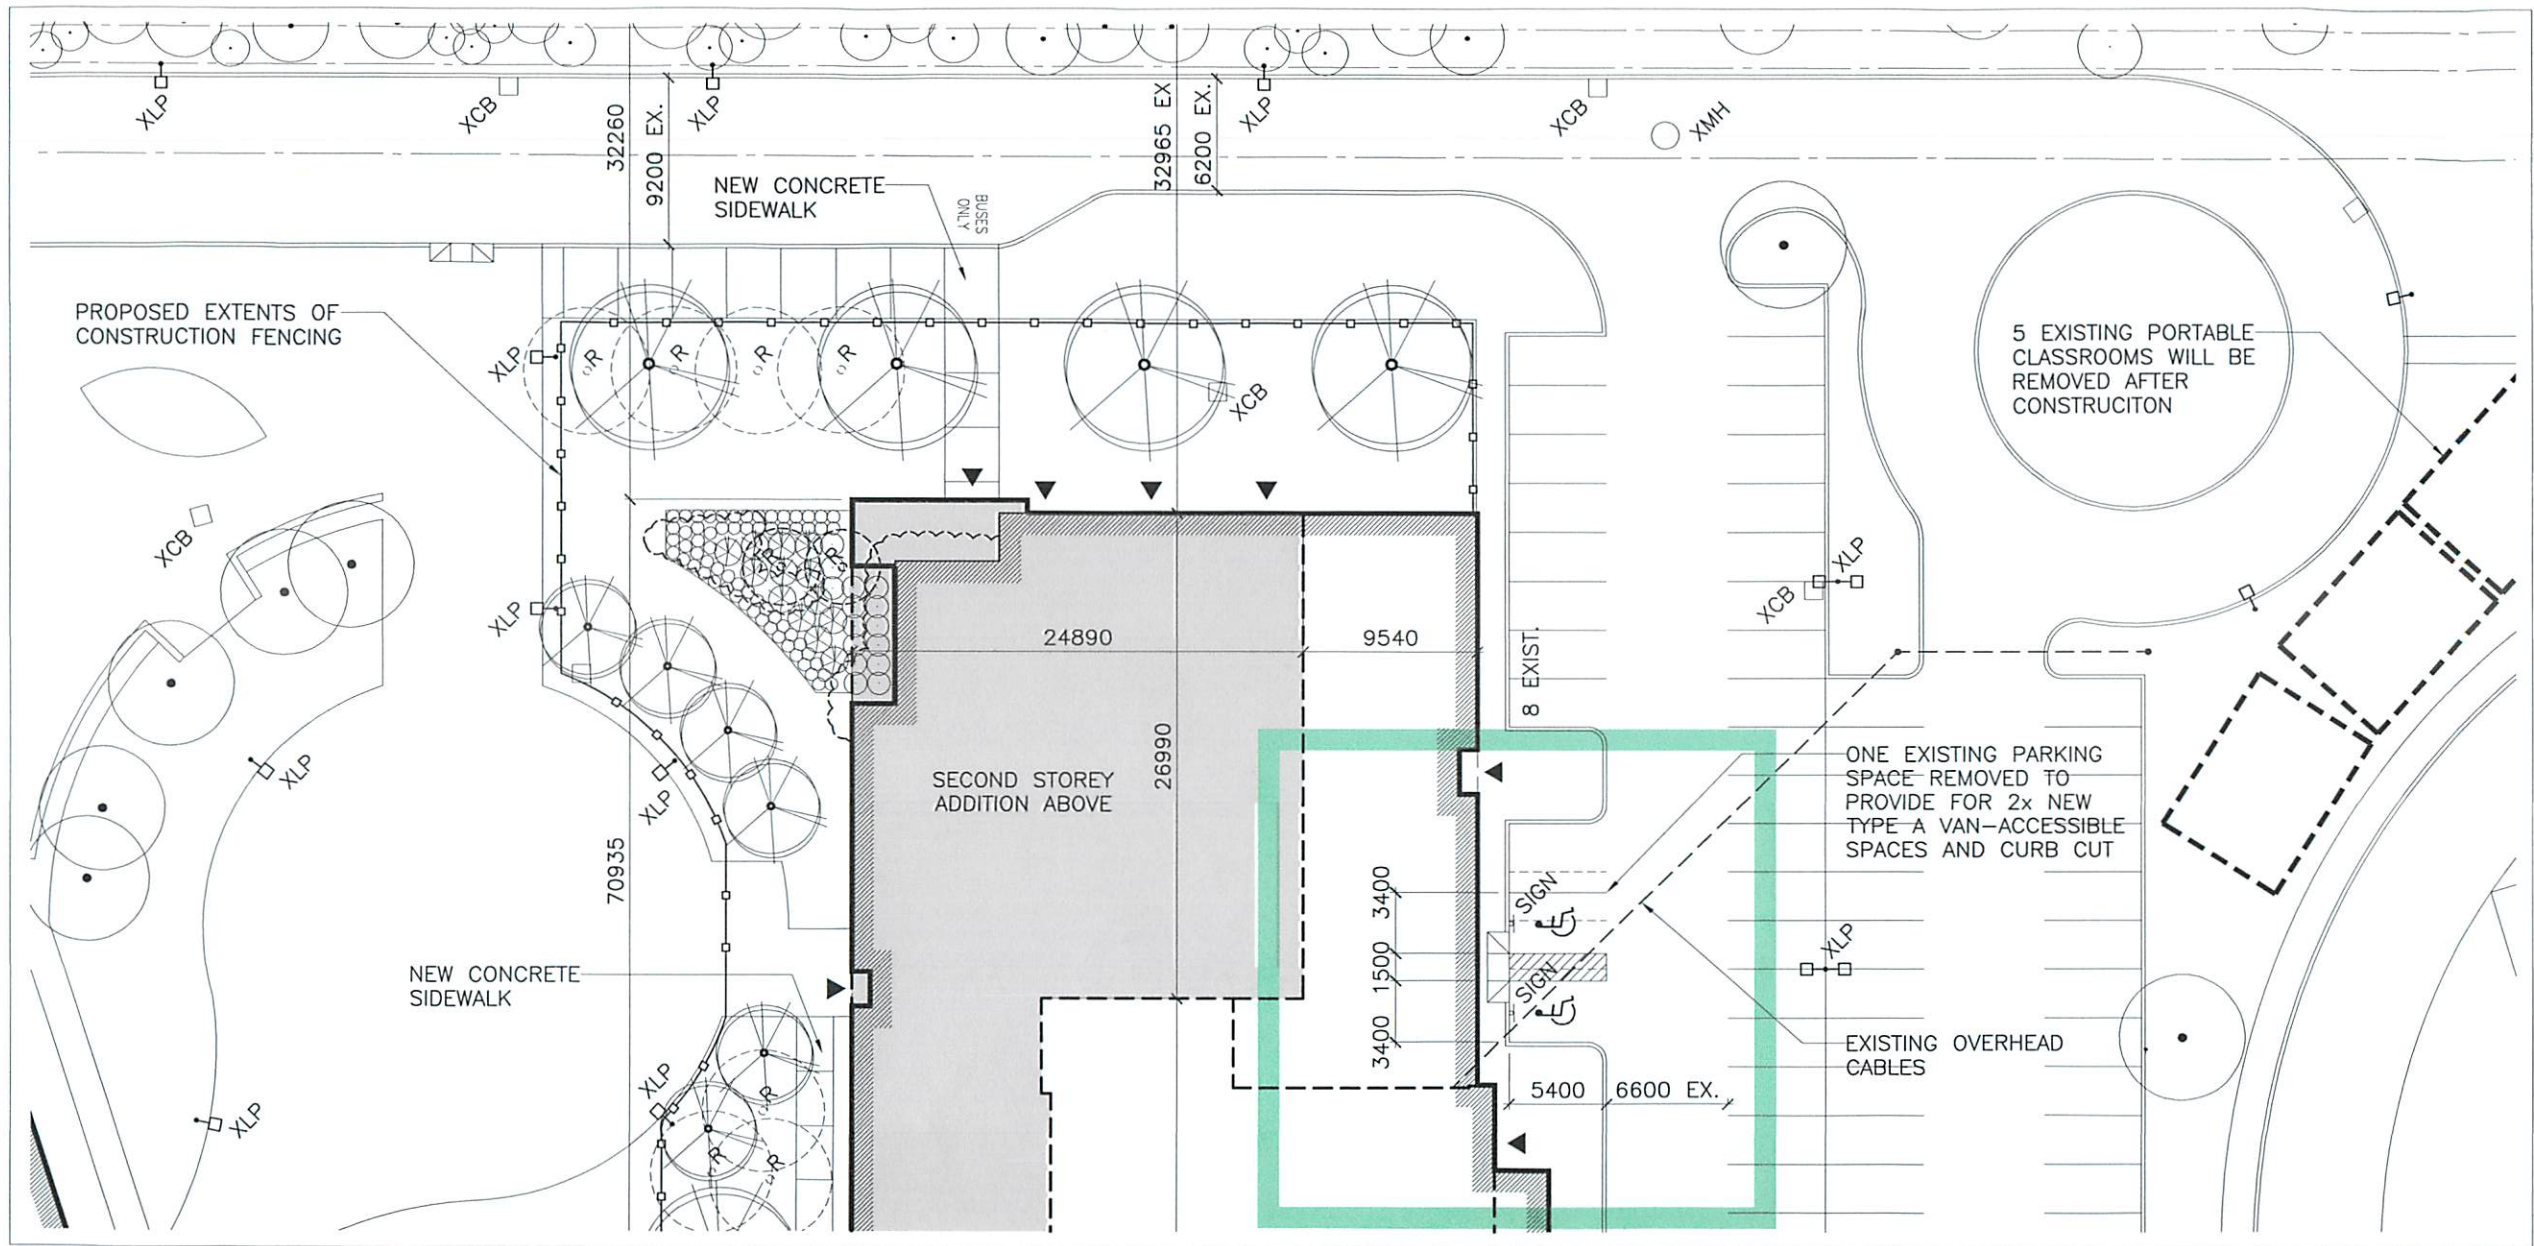 XLP
XCB
XLP
XLP
XCB
XMH
32260
9200 EX.
32965 EX
6200 EX.
NEW CONCRETE
SIDEWALK
BUSES
ONLY
PROPOSED EXTENTS OF
CONSTRUCTION FENCING
XLP
R
R
R
R
XCB
5 EXISTING PORTABLE
CLASSROOMS WILL BE
REMOVED AFTER
CONSTRUCITON
XCB
XLP
R
R
XLP
XCB
24890
9540
8 EXIST.
26990
SECOND STOREY
ADDITION ABOVE
XLP
XLP
70935
ONE EXISTING PARKING
SPACE REMOVED TO
PROVIDE FOR 2x NEW
TYPE A VAN-ACCESSIBLE
SPACES AND CURB CUT
3400
1500
3400
SIGN
SIGN
XLP
NEW CONCRETE
SIDEWALK
EXISTING OVERHEAD
CABLES
5400
6600 EX.
XLP
XLP
R
R
R